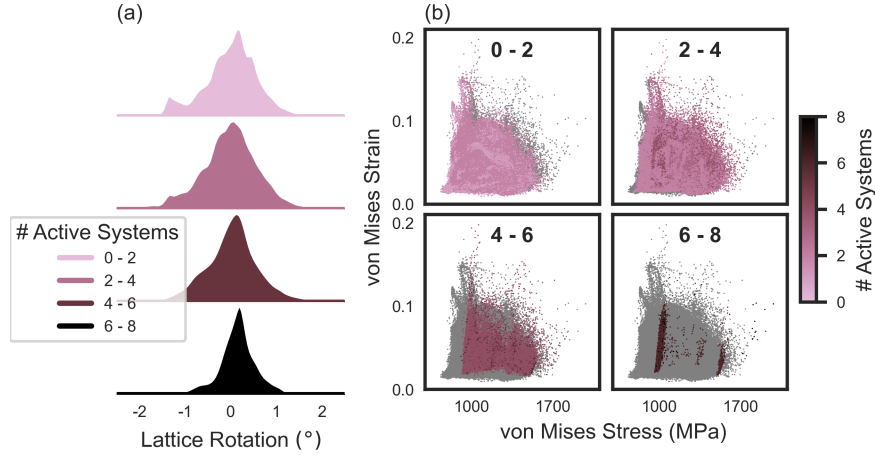 (a)
# Active Systems
0 - 2
2 - 4
4 - 6
6 - 8
-2 -1 0 1 2
Lattice Rotation (°)
(b)
0.2
0.1
0.0
0.2
0.1
0.0
von Mises Strain
0 - 2
2 - 4
4 - 6
6 - 8
1000 1700 1000 1700
von Mises Stress (MPa)
8
6
4
2
0
# Active Systems